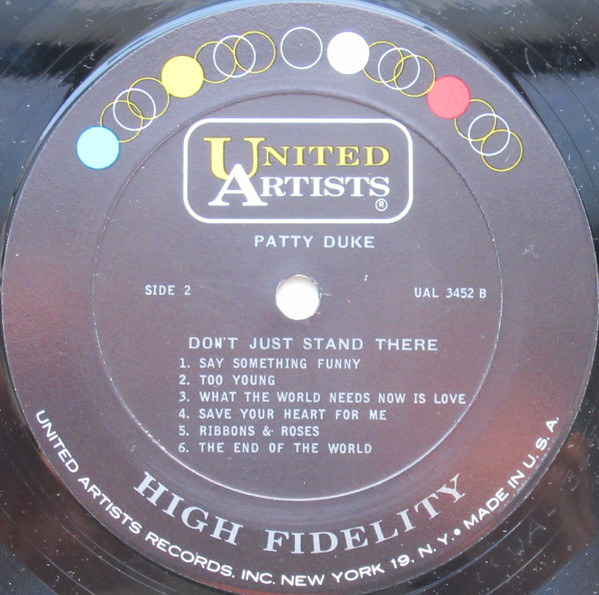 UNITED
ARTISTS®
PATTY DUKE
SIDE 2
UAL 3452 B
DON'T JUST STAND THERE
1. SAY SOMETHING FUNNY
2. TOO YOUNG
3. WHAT THE WORLD NEEDS NOW IS LOVE
4. SAVE YOUR HEART FOR ME
5. RIBBONS & ROSES
6. THE END OF THE WORLD
HIGH FIDELITY
UNITED ARTISTS RECORDS, INC. NEW YORK 19, N. Y. • MADE IN U. S. A.